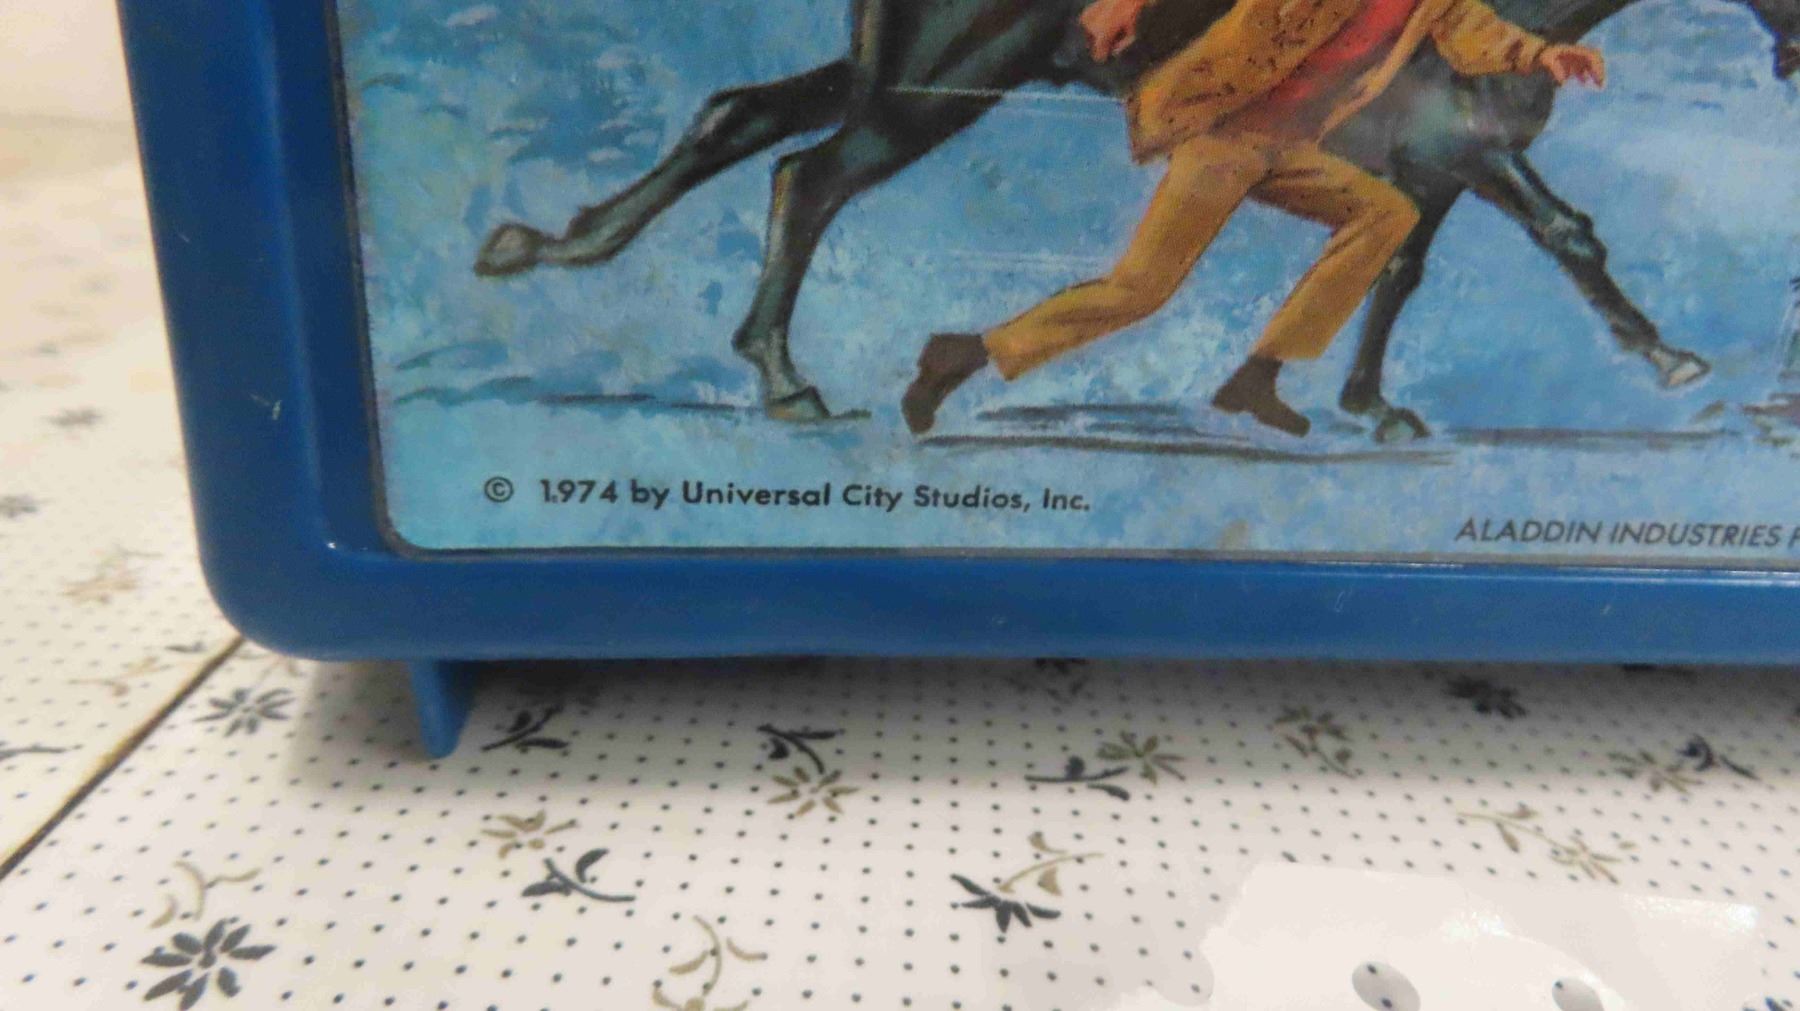 © 1974 by Universal City Studios, Inc.
ALADDIN INDUSTRIES